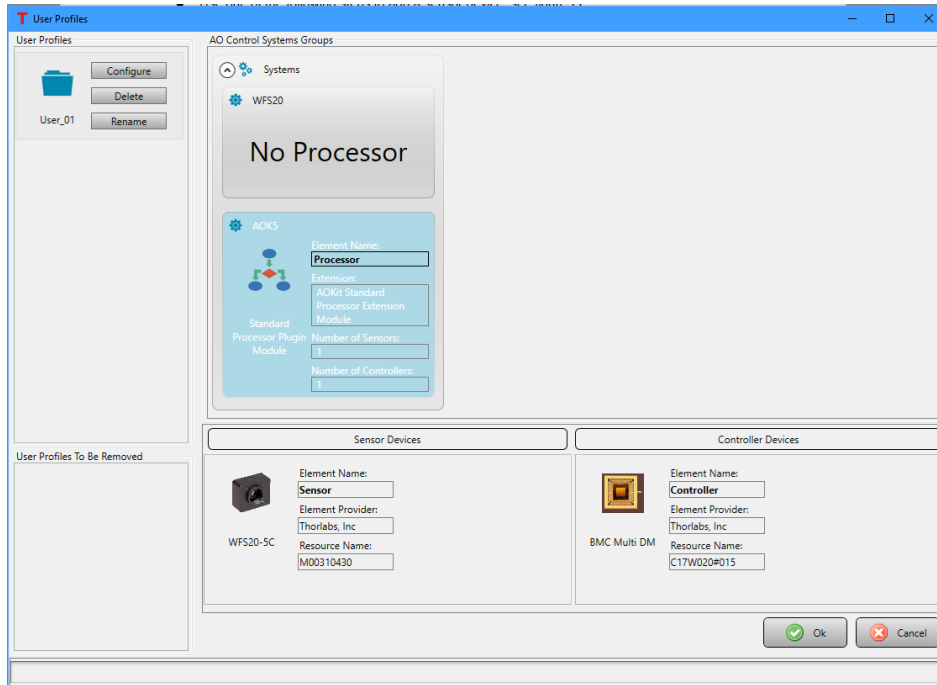 User Profiles
User Profiles
Configure
Delete
User_01
Rename
AO Control Systems Groups
Systems
WFS20
No Processor
AOK5
Element Name:
Processor
Extension:
AOKit Standard
Processor Extension
Module
Standard
Processor Plugin
Module
Number of Sensors:
1
Number of Controllers:
1
User Profiles To Be Removed
Sensor Devices
WFS20-5C
Element Name:
Sensor
Element Provider:
Thorlabs, Inc
Resource Name:
M00310430
Controller Devices
BMC Multi DM
Element Name:
Controller
Element Provider:
Thorlabs, Inc
Resource Name:
C17W020#015
Ok
Cancel